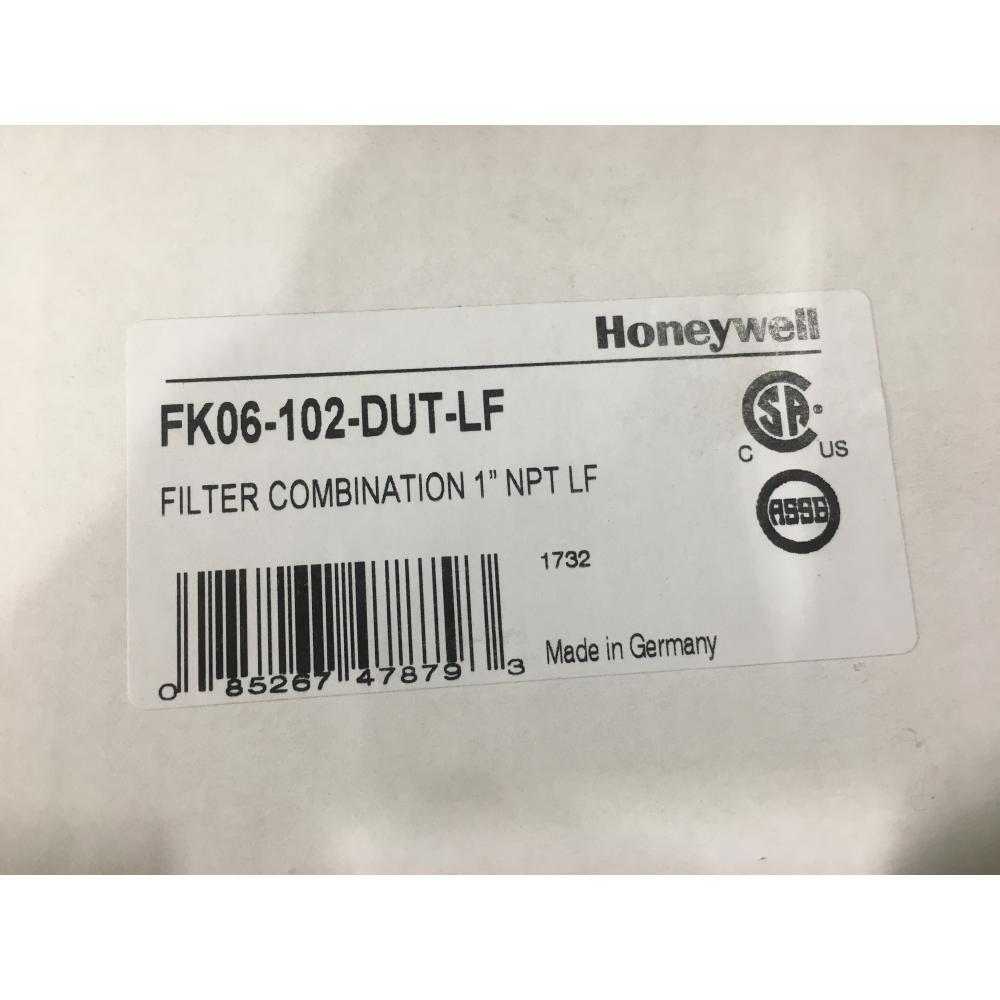 Honeywell
FK06-102-DUT-LF
FILTER COMBINATION 1” NPT LF
CSA®
C US
ASSE
1732
Made in Germany
0 85267 47879 3